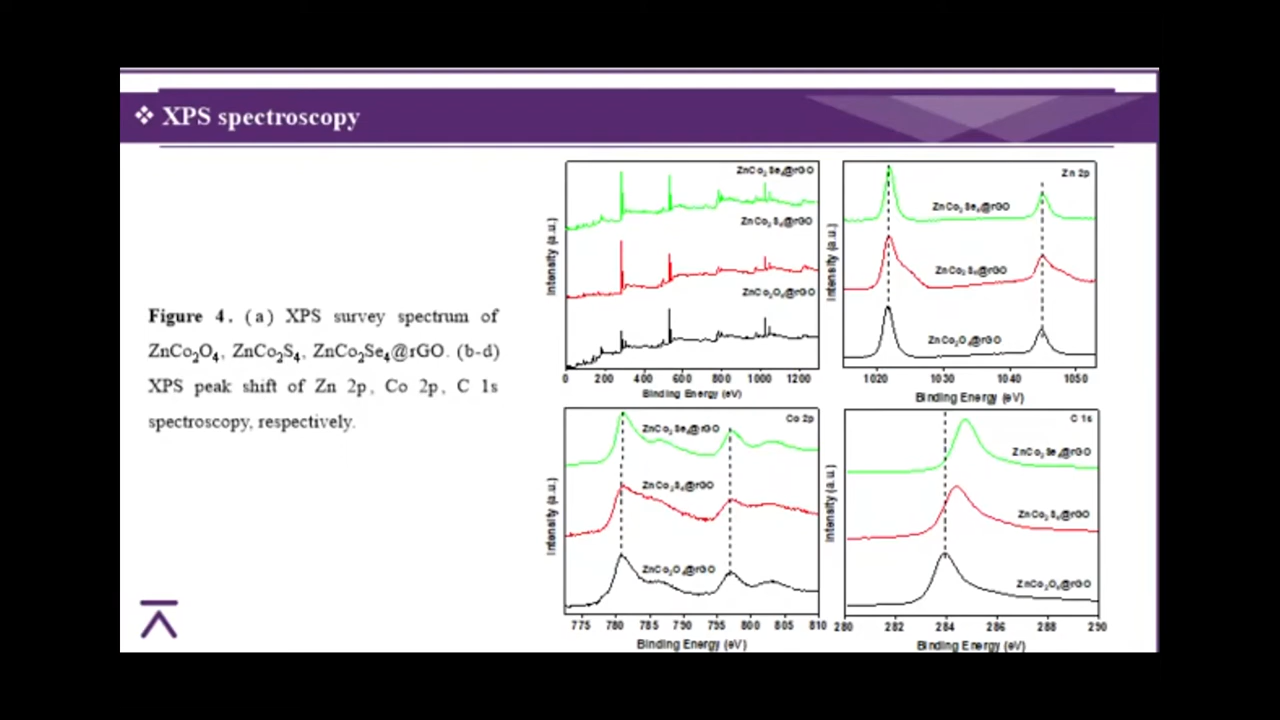 ❖ XPS spectroscopy
Figure 4. (a) XPS survey spectrum of
ZnCo₂O₄, ZnCo₂S₄, ZnCo₂Se₄@rGO. (b-d)
XPS peak shift of Zn 2p, Co 2p, C 1s
spectroscopy, respectively.
ZnCo₂Se₄@rGO
ZnCo₂S₄@rGO
ZnCo₂O₄@rGO
Intensity (a.u.)
0 200 400 600 800 1000 1200
Binding Energy (eV)
Zn 2p
ZnCo₂Se₄@rGO
ZnCo₂S₄@rGO
ZnCo₂O₄@rGO
Intensity (a.u.)
1020 1030 1040 1050
Binding Energy (eV)
Co 2p
ZnCo₂Se₄@rGO
ZnCo₂S₄@rGO
ZnCo₂O₄@rGO
Intensity (a.u.)
775 780 785 790 795 800 805 810
Binding Energy (eV)
C 1s
ZnCo₂Se₄@rGO
ZnCo₂S₄@rGO
ZnCo₂O₄@rGO
Intensity (a.u.)
280 282 284 286 288 290
Binding Energy (eV)